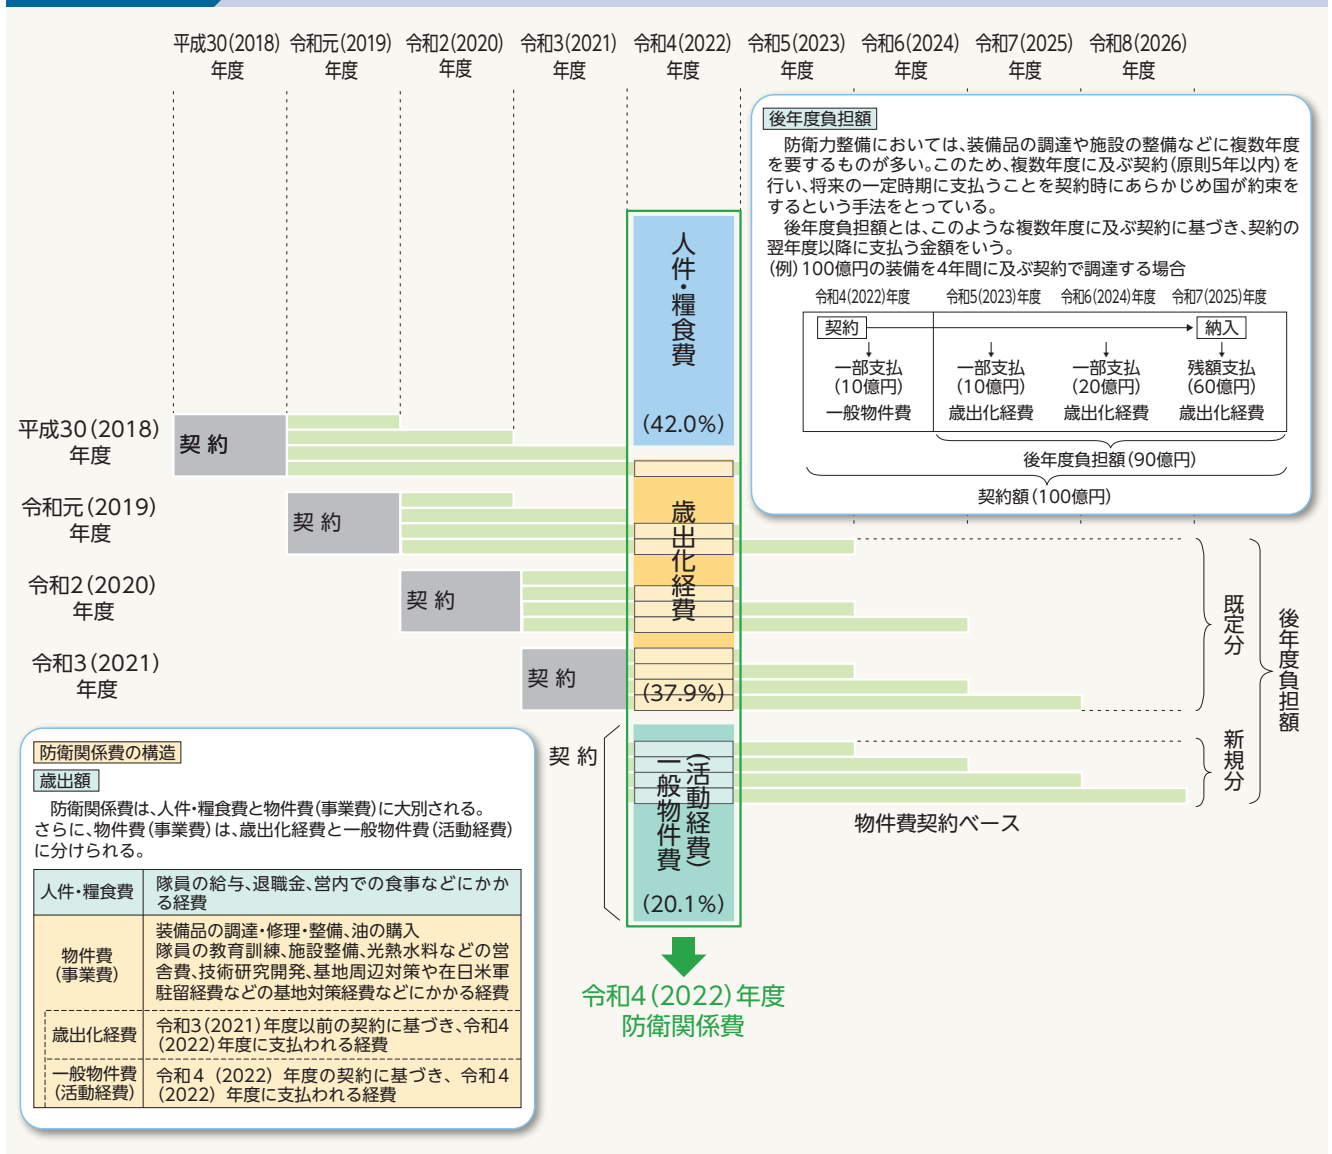 平成30(2018)年度
令和元(2019)年度
令和2(2020)年度
令和3(2021)年度
令和4(2022)年度
令和5(2023)年度
令和6(2024)年度
令和7(2025)年度
令和8(2026)年度
後年度負担額
防衛力整備においては、装備品の調達や施設の整備などに複数年度
を要するものが多い。このため、複数年度に及ぶ契約(原則5年以内)を
行い、将来の一定時期に支払うことを契約時にあらかじめ国が約束を
するという手法をとっている。
後年度負担額とは、このような複数年度に及ぶ契約に基づき、契約の
翌年度以降に支払う金額をいう。
(例)100億円の装備を4年間に及ぶ契約で調達する場合
令和4(2022)年度 令和5(2023)年度 令和6(2024)年度 令和7(2025)年度
契約 納入
一部支払 一部支払 一部支払 残額支払
(10億円) (10億円) (20億円) (60億円)
一般物件費 歳出化経費 歳出化経費 歳出化経費
後年度負担額(90億円)
契約額(100億円)
人件・糧食費
(42.0%)
平成30(2018)
年度
契約
令和元(2019)
年度
契約
歳出化経費
令和2(2020)
年度
契約
令和3(2021)
年度
契約
(37.9%)
既定分
後年度負担額
新規分
契約
一般物件費
(活動経費)
(20.1%)
物件費契約ベース
令和4(2022)年度
防衛関係費
防衛関係費の構造
歳出額
防衛関係費は、人件・糧食費と物件費(事業費)に大別される。
さらに、物件費(事業費)は、歳出化経費と一般物件費(活動経費)
に分けられる。
人件・糧食費
隊員の給与、退職金、営内での食事などにかか
る経費
物件費
(事業費)
装備品の調達・修理・整備、油の購入
隊員の教育訓練、施設整備、光熱水料などの営
舎費、技術研究開発、基地周辺対策や在日米軍
駐留経費などの基地対策経費などにかかる経費
歳出化経費
令和3(2021)年度以前の契約に基づき、令和4
(2022)年度に支払われる経費
一般物件費
(活動経費)
令和4(2022)年度の契約に基づき、令和4
(2022)年度に支払われる経費